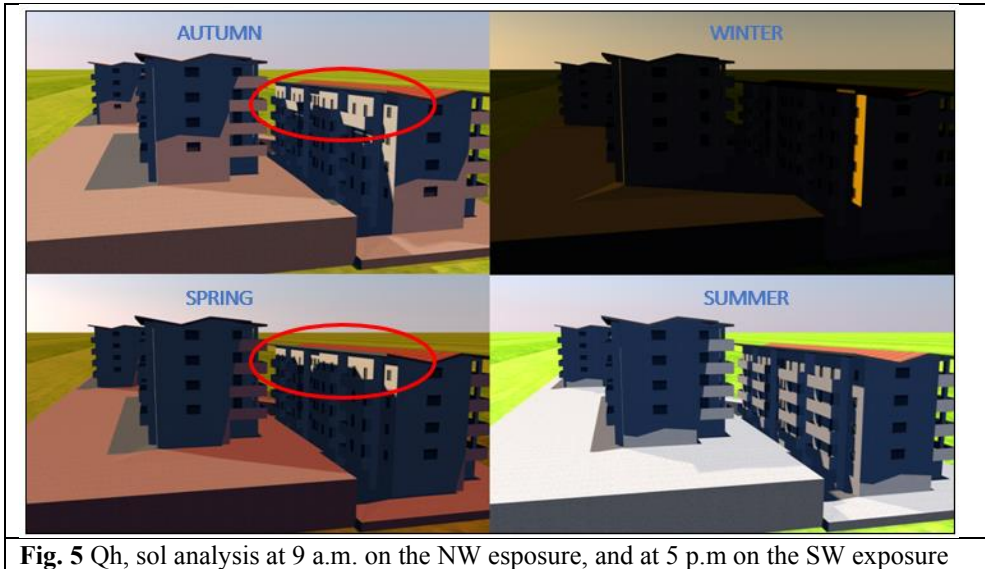 AUTUMN
WINTER
SPRING
SUMMER
Fig. 5 Qh, sol analysis at 9 a.m. on the NW esposure, and at 5 p.m on the SW exposure